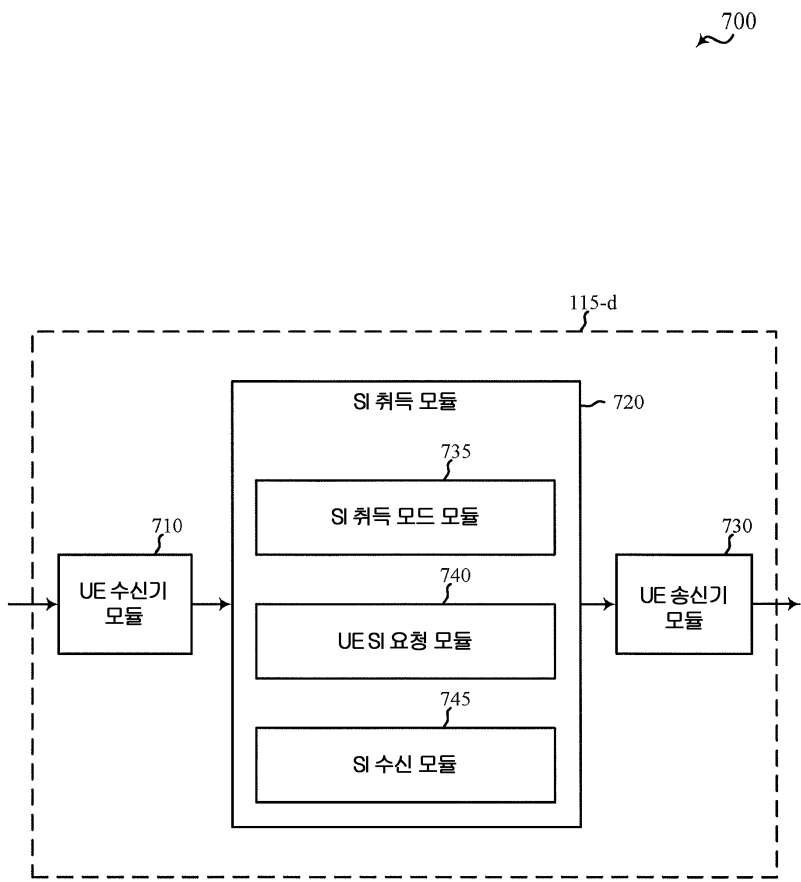 700
115-d
SI 취득 모듈
720
735
SI 취득 모드 모듈
710
UE 수신기
모듈
740
UE SI 요청 모듈
730
UE 송신기
모듈
745
SI 수신 모듈